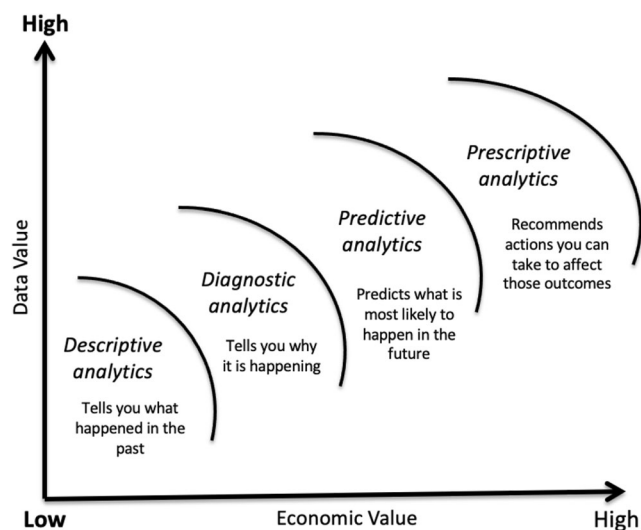 High
Data Value
Descriptive
analytics
Tells you what
happened in the
past
Diagnostic
analytics
Tells you why
it is happening
Predictive
analytics
Predicts what is
most likely to
happen in the
future
Prescriptive
analytics
Recommends
actions you can
take to affect
those outcomes
Low
Economic Value
High